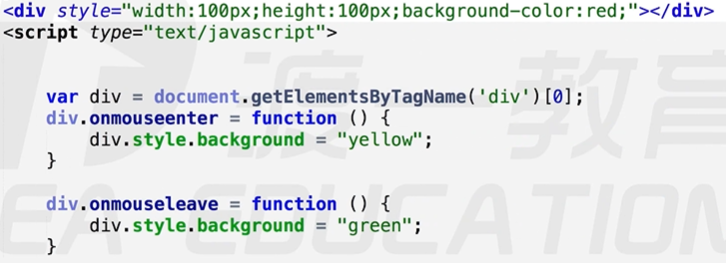 <div style="width:100px;height:100px;background-color:red;"></div>
<script type="text/javascript">
var div = document.getElementsByTagName('div')[0];
div.onmouseenter = function () {
div.style.background = "yellow";
}
div.onmouseleave = function () {
div.style.background = "green";
}
渡一教育
EDUCATION